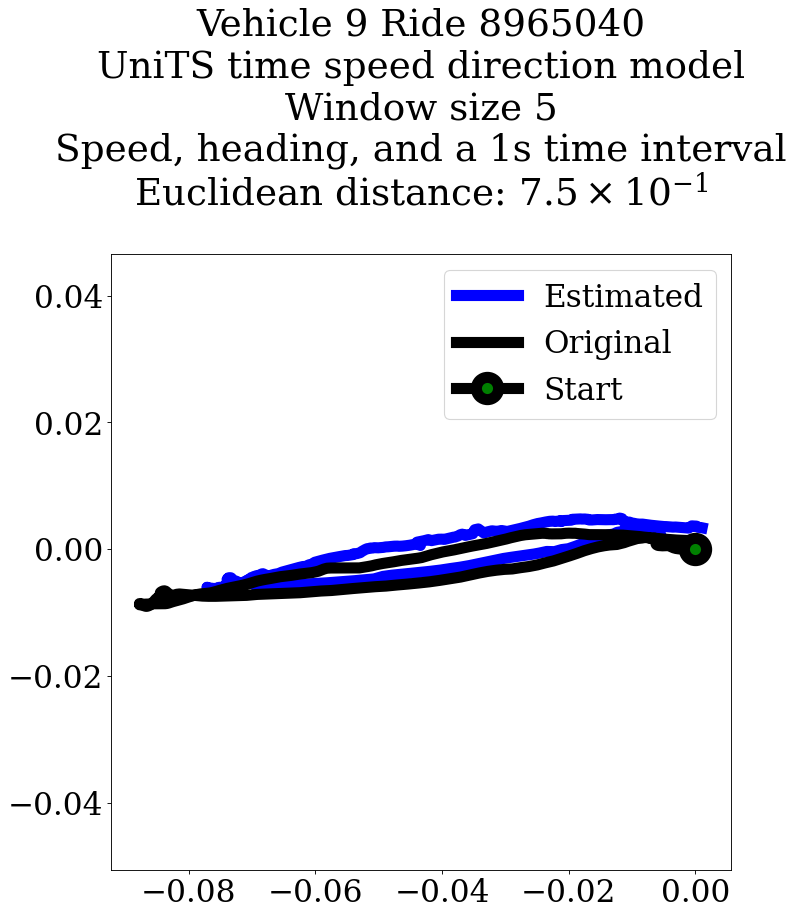 Vehicle 9 Ride 8965040
UniTS time speed direction model
Window size 5
Speed, heading, and a 1s time interval
Euclidean distance: 7.5 × 10⁻¹
Estimated
Original
Start
0.04
0.02
0.00
−0.02
−0.04
−0.08
−0.06
−0.04
−0.02
0.00